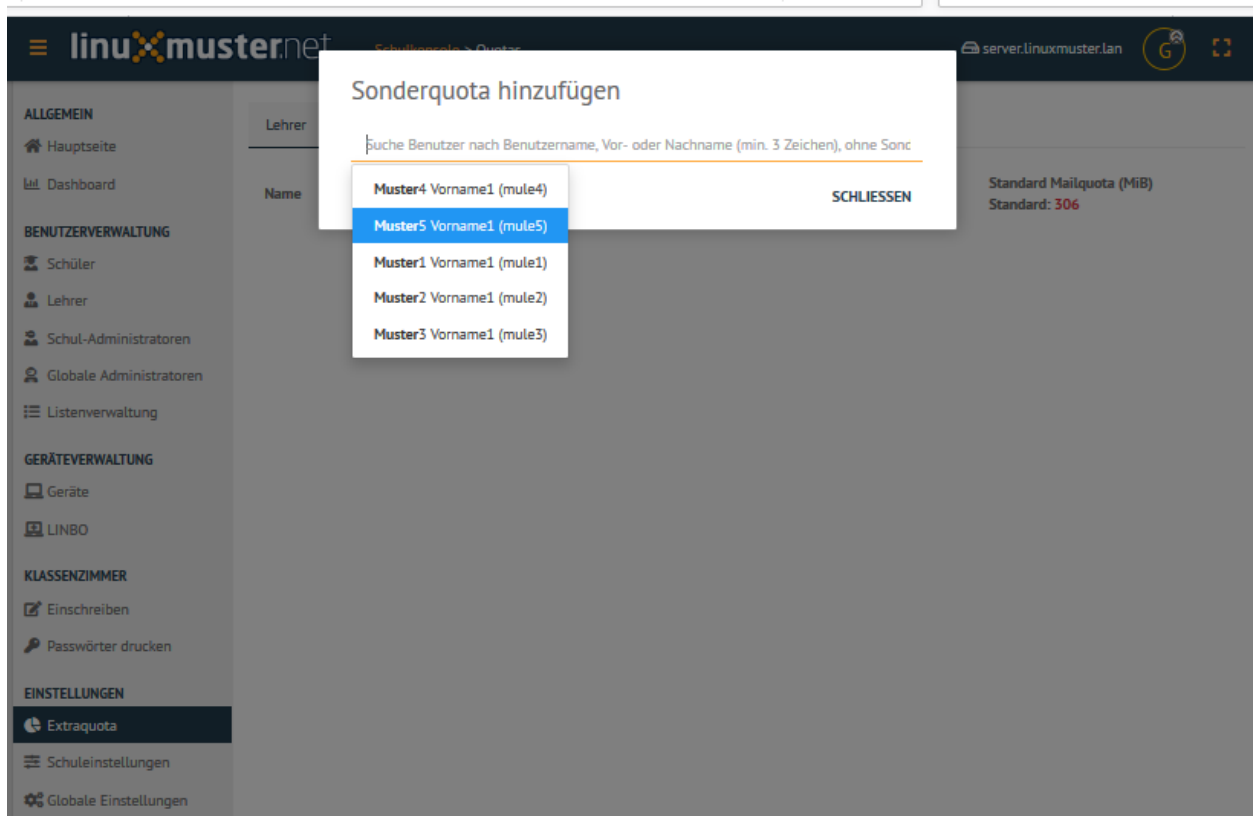 linuxmuster.net
Schulkonsole > Quotas
server.linuxmuster.lan
G
ALLGEMEIN
Hauptseite
Dashboard
BENUTZERVERWALTUNG
Schüler
Lehrer
Schul-Administratoren
Globale Administratoren
Listenverwaltung
GERÄTEVERWALTUNG
Geräte
LINBO
KLASSENZIMMER
Einschreiben
Passwörter drucken
EINSTELLUNGEN
Extraquota
Schuleinstellungen
Globale Einstellungen
Lehrer
Name
Standard Mailquota (MiB)
Standard: 306
Sonderquota hinzufügen
Suche Benutzer nach Benutzername, Vor- oder Nachname (min. 3 Zeichen), ohne Sonc
Muster4 Vorname1 (mule4)
Muster5 Vorname1 (mule5)
Muster1 Vorname1 (mule1)
Muster2 Vorname1 (mule2)
Muster3 Vorname1 (mule3)
SCHLIESSEN